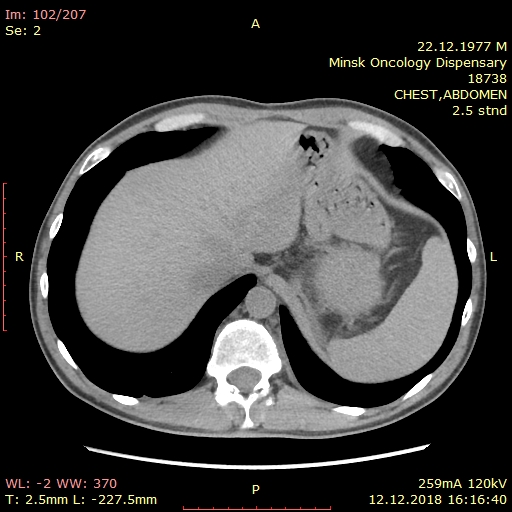 Im: 102/207
Se: 2
A
22.12.1977 M
Minsk Oncology Dispensary
18738
CHEST,ABDOMEN
2.5 stnd
R
L
WL: -2 WW: 370
T: 2.5mm L: -227.5mm
P
259mA 120kV
12.12.2018 16:16:40